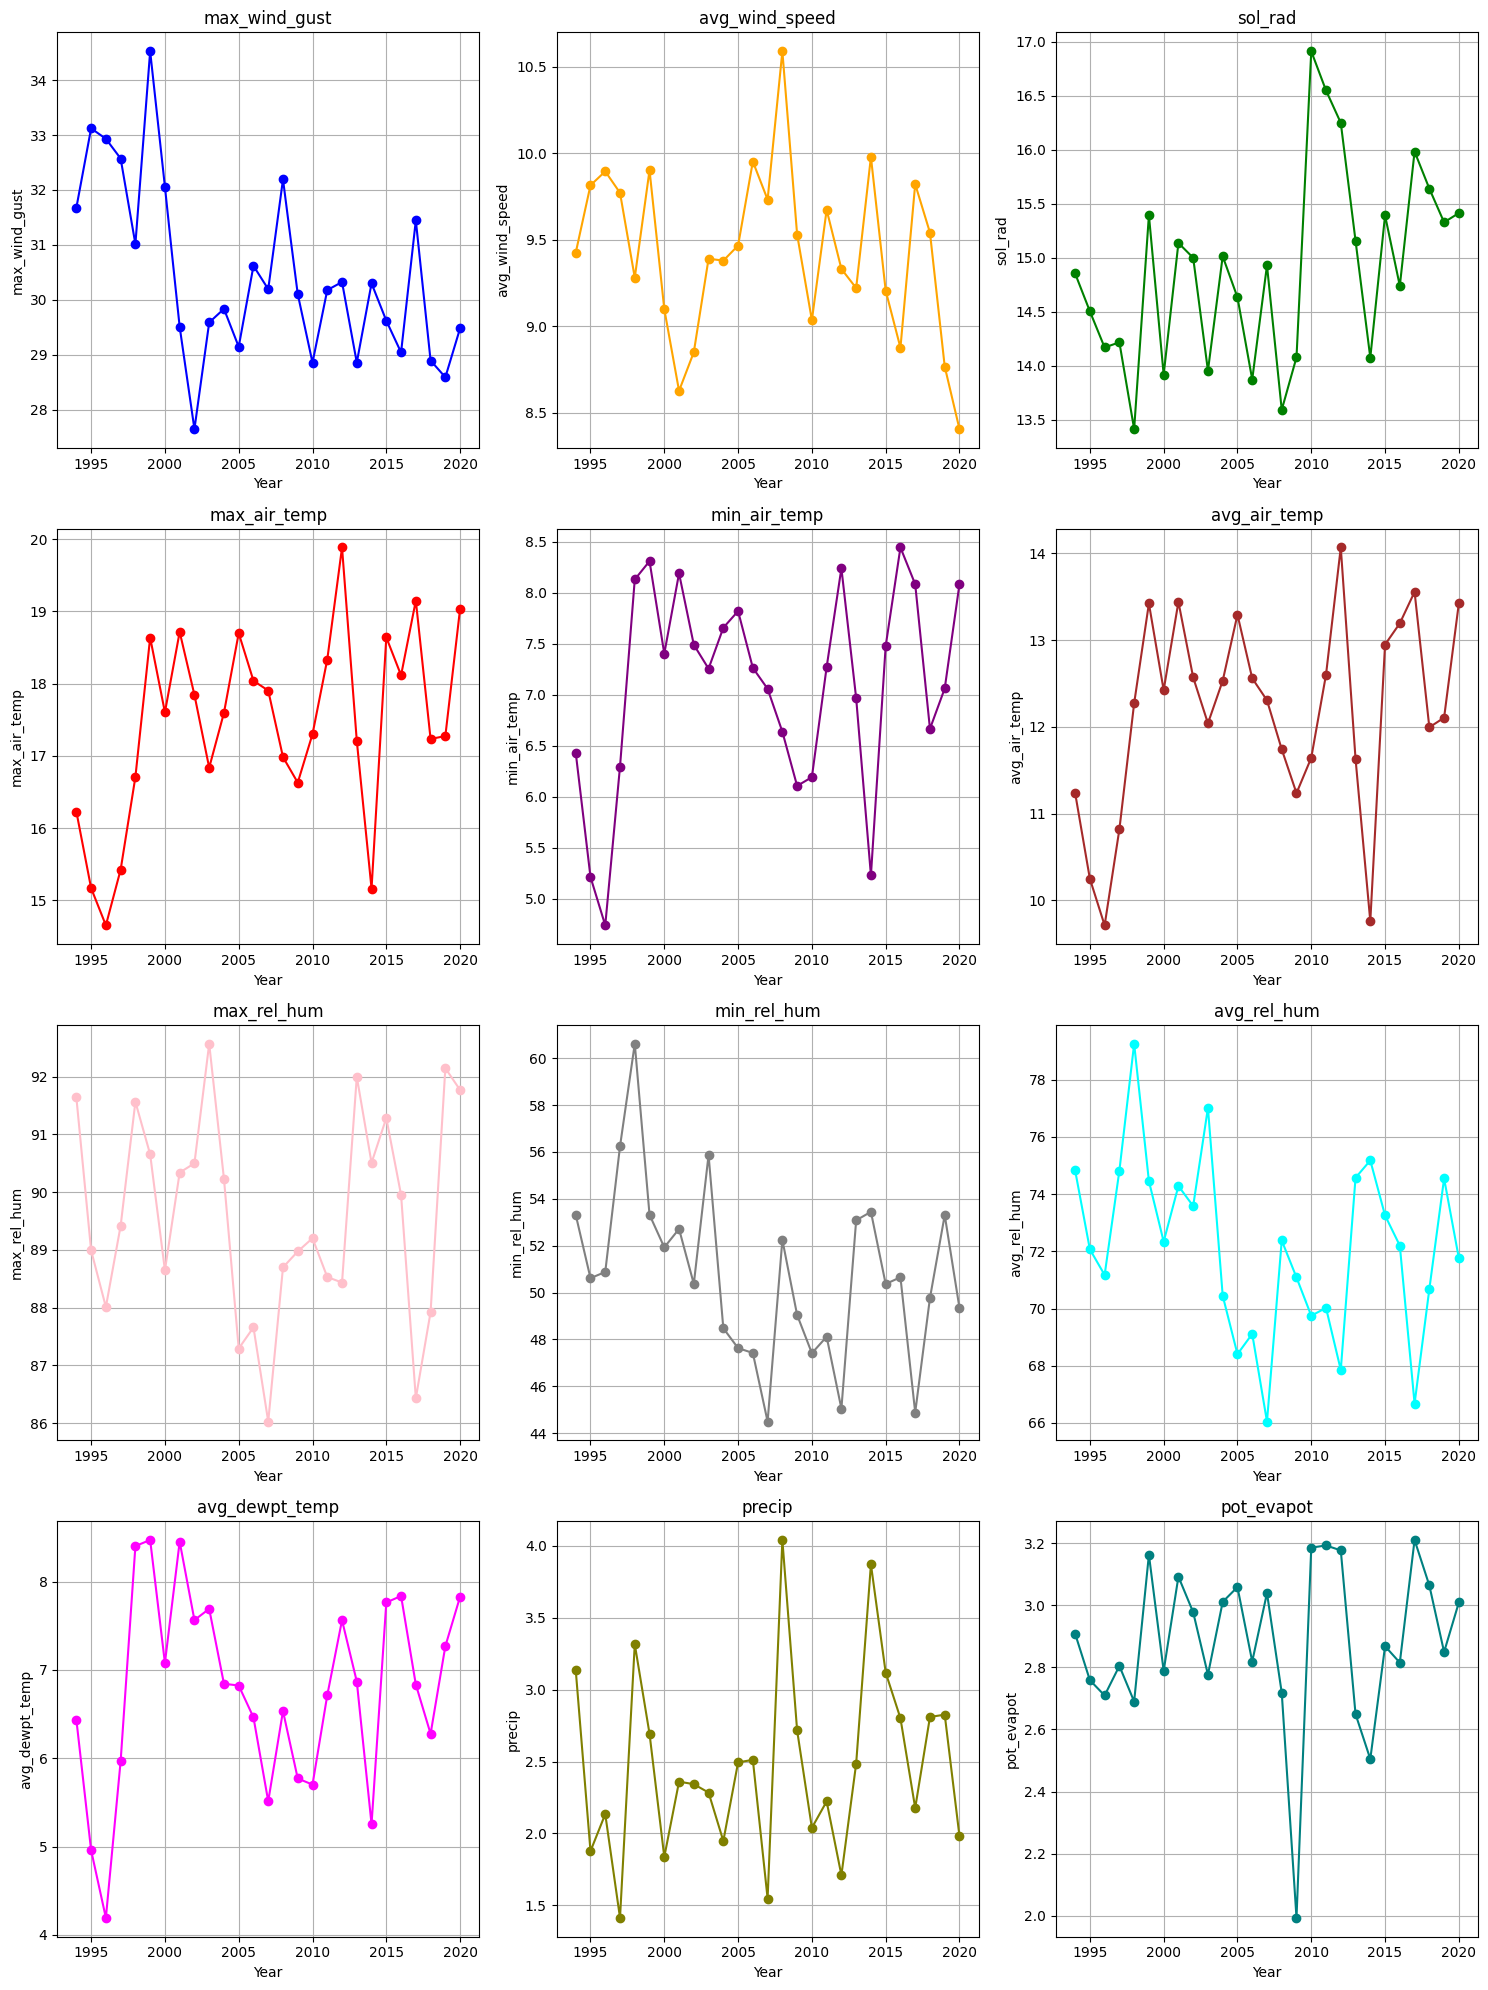 max_wind_gust
max_wind_gust
34
33
32
31
30
29
28
1995 2000 2005 2010 2015 2020
Year
avg_wind_speed
avg_wind_speed
10.5
10.0
9.5
9.0
8.5
1995 2000 2005 2010 2015 2020
Year
sol_rad
sol_rad
17.0
16.5
16.0
15.5
15.0
14.5
14.0
13.5
1995 2000 2005 2010 2015 2020
Year
max_air_temp
max_air_temp
20
19
18
17
16
15
1995 2000 2005 2010 2015 2020
Year
min_air_temp
min_air_temp
8.5
8.0
7.5
7.0
6.5
6.0
5.5
5.0
1995 2000 2005 2010 2015 2020
Year
avg_air_temp
avg_air_temp
14
13
12
11
10
1995 2000 2005 2010 2015 2020
Year
max_rel_hum
max_rel_hum
92
91
90
89
88
87
86
1995 2000 2005 2010 2015 2020
Year
min_rel_hum
min_rel_hum
60
58
56
54
52
50
48
46
44
1995 2000 2005 2010 2015 2020
Year
avg_rel_hum
avg_rel_hum
78
76
74
72
70
68
66
1995 2000 2005 2010 2015 2020
Year
avg_dewpt_temp
avg_dewpt_temp
8
7
6
5
4
1995 2000 2005 2010 2015 2020
Year
precip
precip
4.0
3.5
3.0
2.5
2.0
1.5
1995 2000 2005 2010 2015 2020
Year
pot_evapot
pot_evapot
3.2
3.0
2.8
2.6
2.4
2.2
2.0
1995 2000 2005 2010 2015 2020
Year